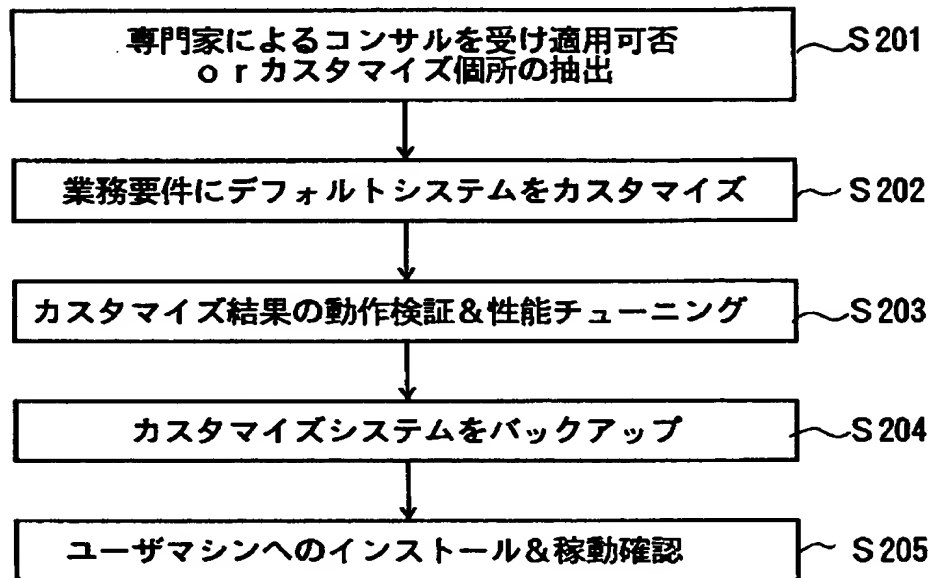 専門家によるコンサルを受け適用可否
orカスタマイズ個所の抽出
S201
業務要件にデフォルトシステムをカスタマイズ
S202
カスタマイズ結果の動作検証&性能チューニング
S203
カスタマイズシステムをバックアップ
S204
ユーザマシンへのインストール&稼動確認
S205